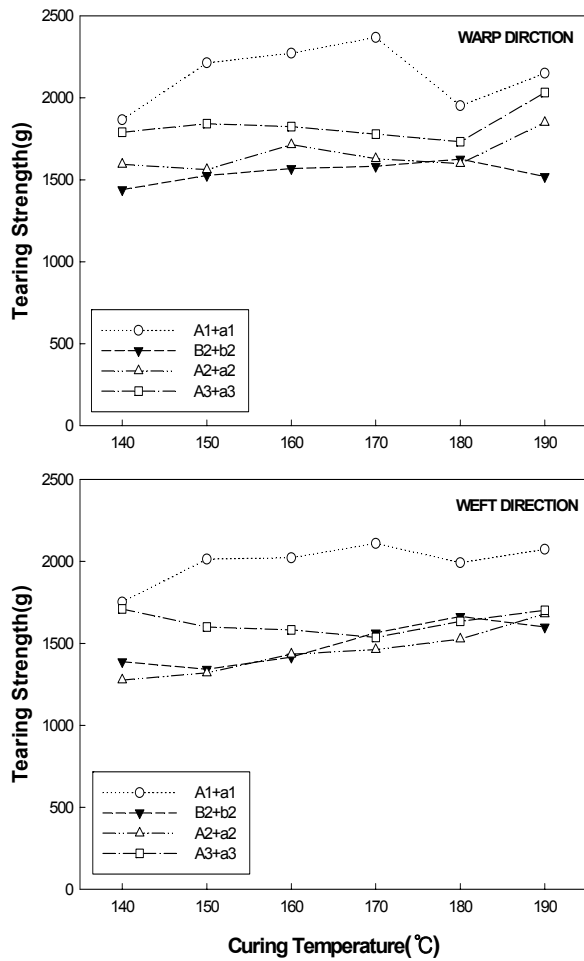 2500
WARP DIRCTION
2000
1500
1000
500
0
Tearing Strength(g)
A1+a1
B2+b2
A2+a2
A3+a3
140 150 160 170 180 190
2500
WEFT DIRECTION
2000
1500
1000
500
0
Tearing Strength(g)
A1+a1
B2+b2
A2+a2
A3+a3
140 150 160 170 180 190
Curing Temperature(℃)